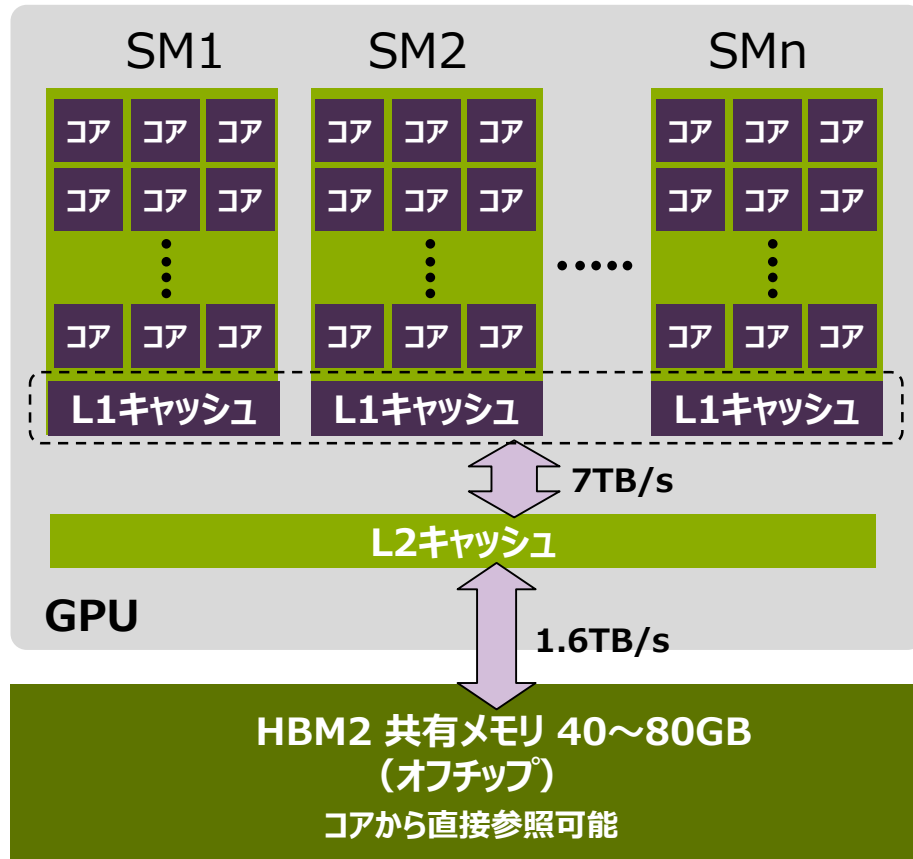 SM1 SM2 SMn
コア コア コア コア コア コア コア コア コア
コア コア コア コア コア コア コア コア コア
コア コア コア コア コア コア コア コア コア
L1キャッシュ L1キャッシュ L1キャッシュ
7TB/s
L2キャッシュ
GPU
1.6TB/s
HBM2 共有メモリ 40～80GB
（オフチップ）
コアから直接参照可能